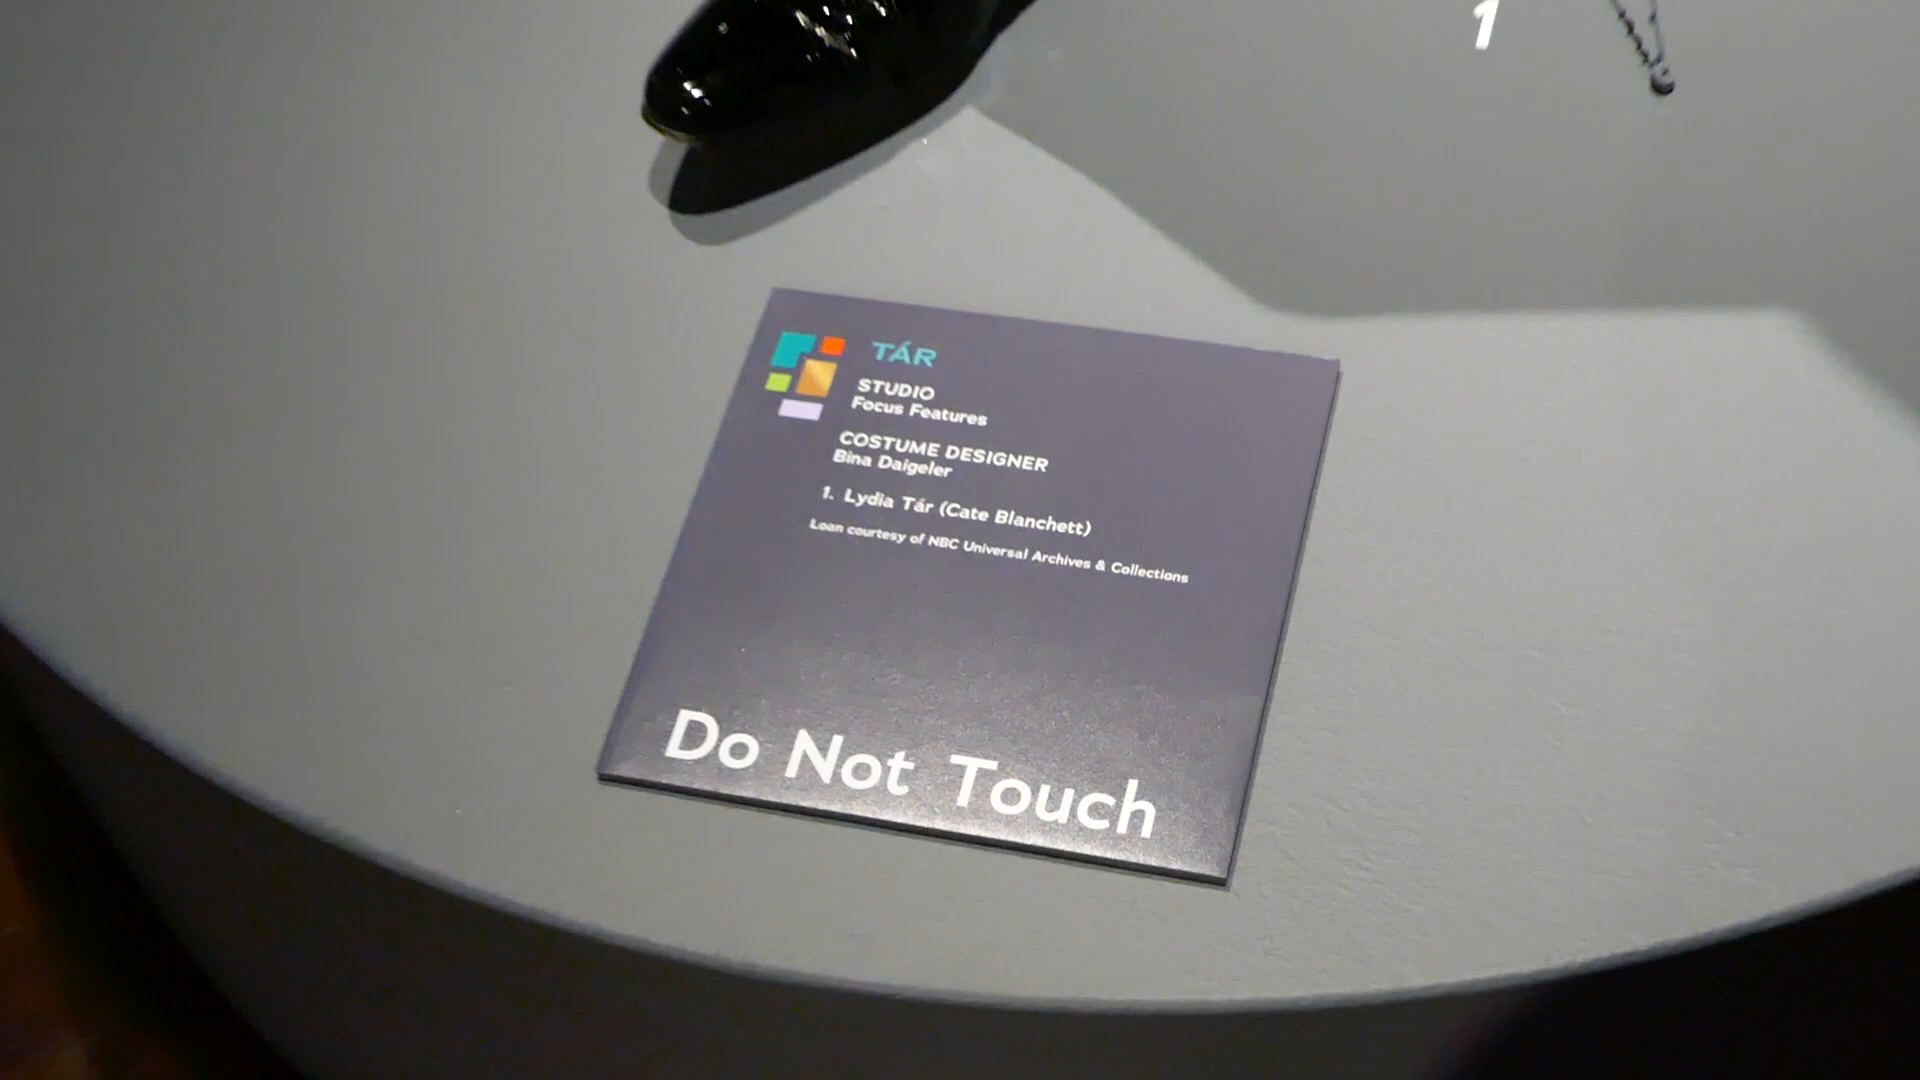 1
TÁR
STUDIO
Focus Features
COSTUME DESIGNER
Bina Daigeler
1. Lydia Tár (Cate Blanchett)
Loan courtesy of NBC Universal Archives & Collections
Do Not Touch